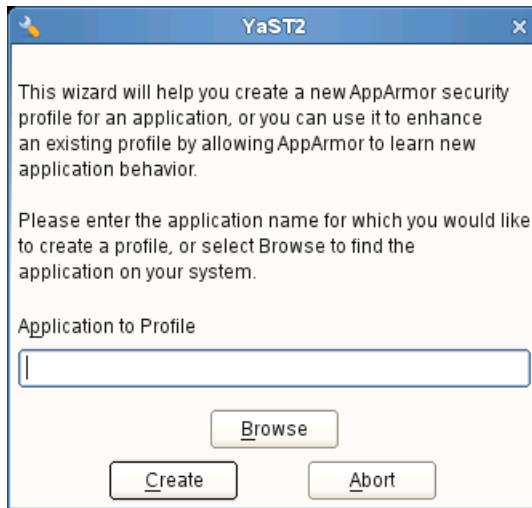 YaST2
This wizard will help you create a new AppArmor security
profile for an application, or you can use it to enhance
an existing profile by allowing AppArmor to learn new
application behavior.
Please enter the application name for which you would like
to create a profile, or select Browse to find the
application on your system.
Application to Profile
Browse
Create Abort